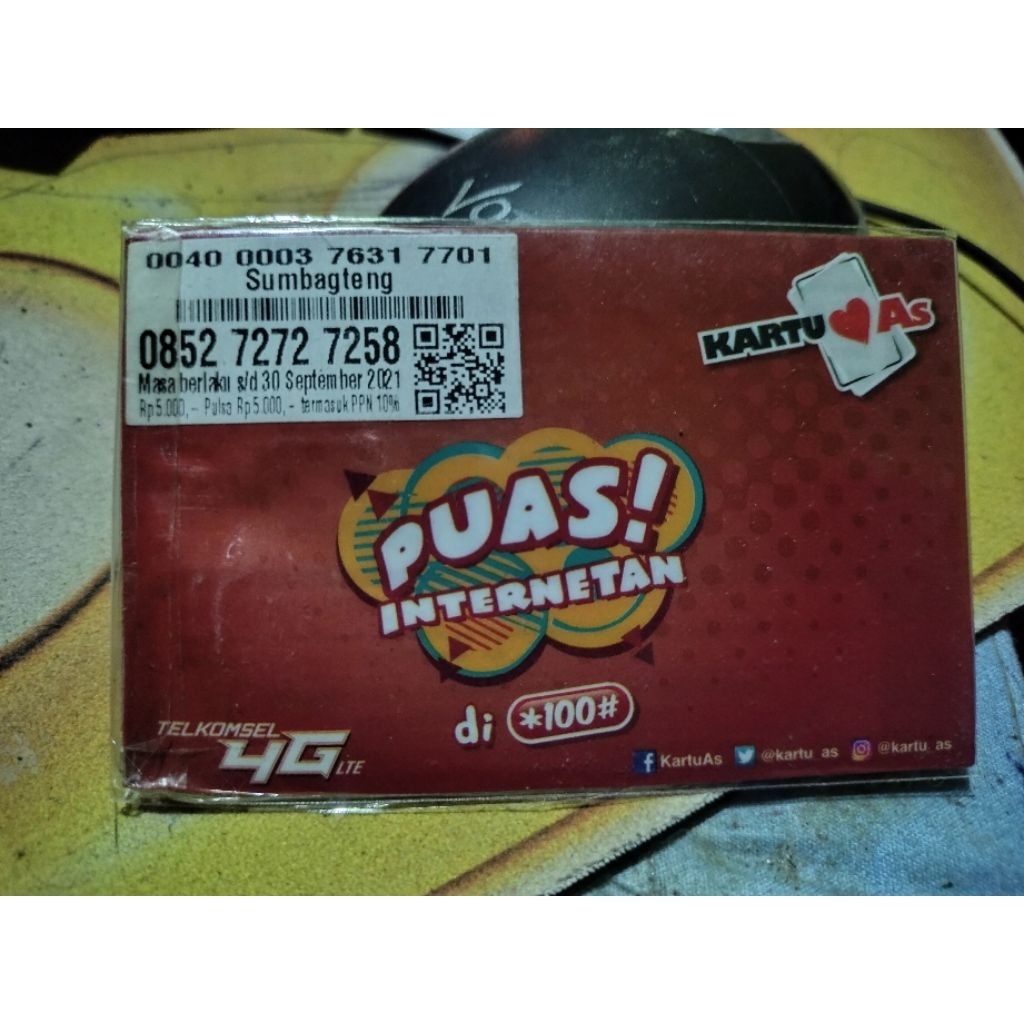 0040 0003 7631 7701
Sumbagteng
0852 7272 7258
Masa berlaku s/d 30 September 2021
Rp5.000,- Pulsa Rp5.000,- termasuk PPN 10%
KARTU AS
PUAS!
INTERNETAN
di *100#
TELKOMSEL
4G LTE
KartuAs @kartu_as @kartu_as